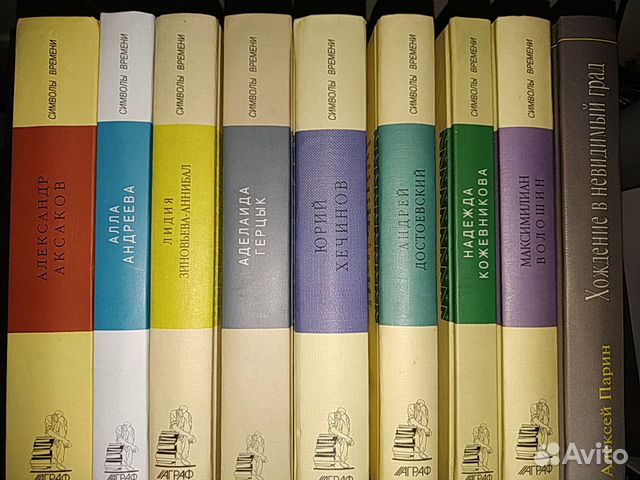 СИМВОЛЫ ВРЕМЕНИ
АЛЕКСАНДР
АКСАКОВ
АГРАФ
СИМВОЛЫ ВРЕМЕНИ
АЛЛА
АНДРЕЕВА
АГРАФ
СИМВОЛЫ ВРЕМЕНИ
ЛИДИЯ
ЗИНОВЬЕВА-АННИБАЛ
АГРАФ
СИМВОЛЫ ВРЕМЕНИ
АДЕЛАИДА
ГЕРЦЫК
АГРАФ
СИМВОЛЫ ВРЕМЕНИ
ЮРИЙ
ХЕЧИНОВ
АГРАФ
СИМВОЛЫ ВРЕМЕНИ
АНДРЕЙ
ДОСТОЕВСКИЙ
АГРАФ
СИМВОЛЫ ВРЕМЕНИ
НАДЕЖДА
КОЖЕВНИКОВА
АГРАФ
СИМВОЛЫ ВРЕМЕНИ
МАКСИМИЛИАН
ВОЛОШИН
АГРАФ
Алексей Парин Хождение в невидимый град
Avito